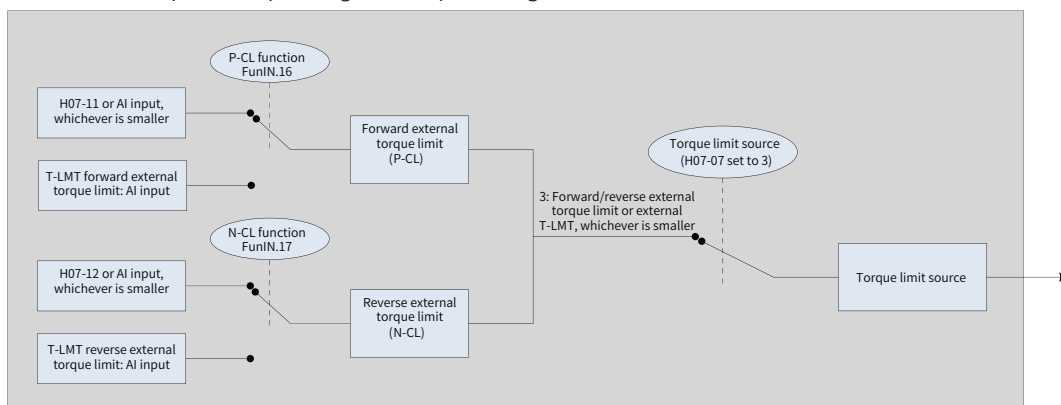 P-CL function
FunIN.16
H07-11 or AI input,
whichever is smaller
Forward external
torque limit
(P-CL)
T-LMT forward external
torque limit: AI input
Torque limit source
(H07-07 set to 3)
3: Forward/reverse external
torque limit or external
T-LMT, whichever is smaller
N-CL function
FunIN.17
H07-12 or AI input,
whichever is smaller
Reverse external
torque limit
(N-CL)
T-LMT reverse external
torque limit: AI input
Torque limit source